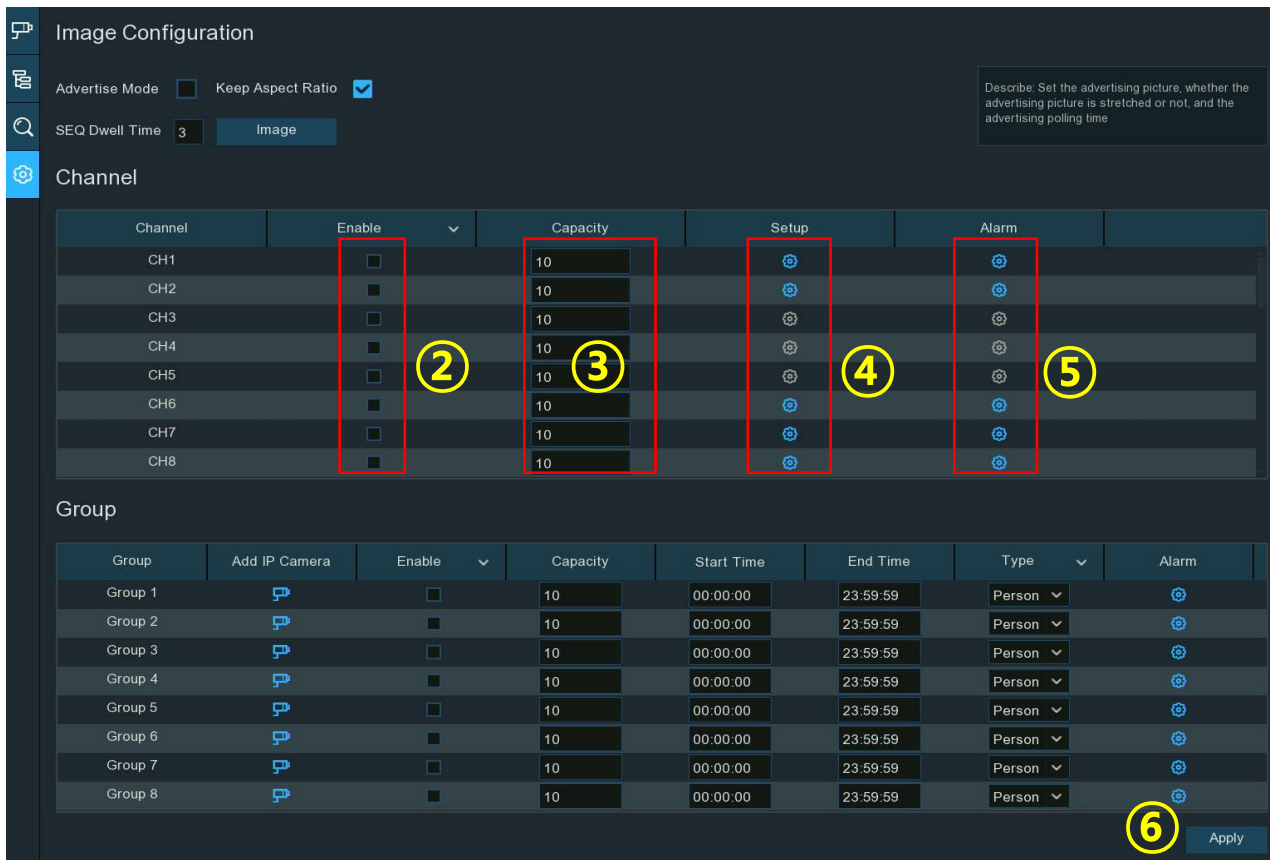 Image Configuration
Advertise Mode Keep Aspect Ratio
Describe: Set the advertising picture, whether the
advertising picture is stretched or not, and the
advertising polling time
SEQ Dwell Time 3 Image
Channel
Channel Enable Capacity Setup Alarm
CH1 10
CH2 10
CH3 10
CH4 10
CH5 10
CH6 10
CH7 10
CH8 10
② ③ ④ ⑤
Group
Group Add IP Camera Enable Capacity Start Time End Time Type Alarm
Group 1 10 00:00:00 23:59:59 Person
Group 2 10 00:00:00 23:59:59 Person
Group 3 10 00:00:00 23:59:59 Person
Group 4 10 00:00:00 23:59:59 Person
Group 5 10 00:00:00 23:59:59 Person
Group 6 10 00:00:00 23:59:59 Person
Group 7 10 00:00:00 23:59:59 Person
Group 8 10 00:00:00 23:59:59 Person
⑥ Apply